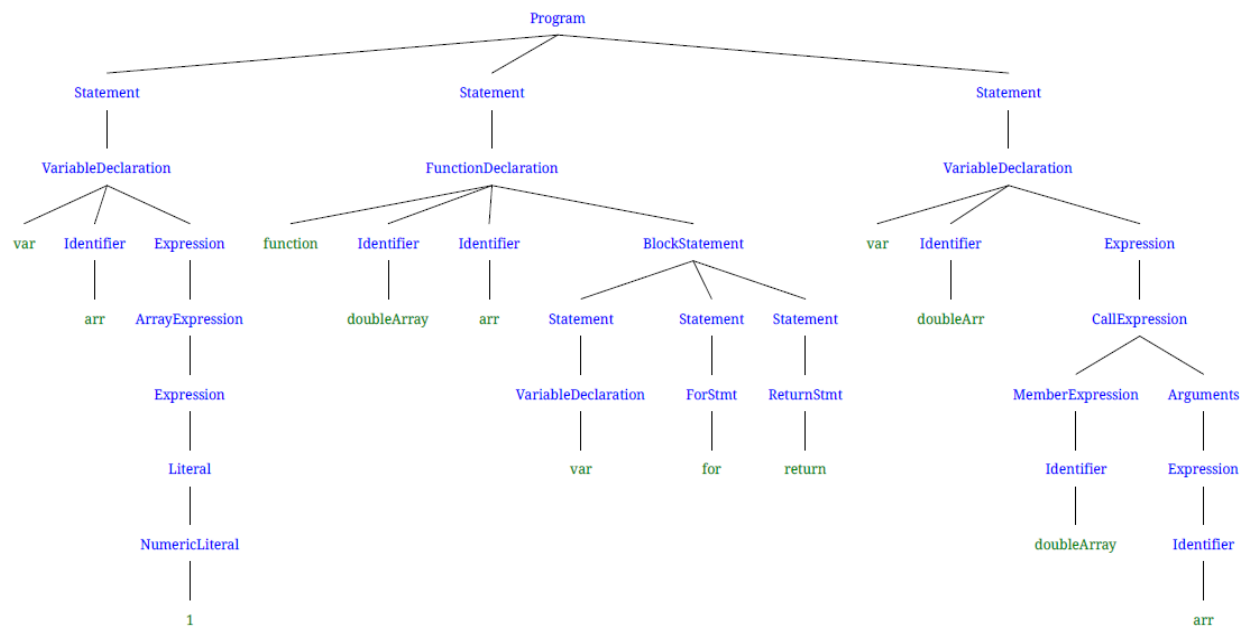 Program
Statement Statement Statement
VariableDeclaration FunctionDeclaration VariableDeclaration
var Identifier Expression function Identifier Identifier BlockStatement var Identifier Expression
arr ArrayExpression doubleArray arr Statement Statement Statement doubleArr CallExpression
Expression VariableDeclaration ForStmt ReturnStmt MemberExpression Arguments
Literal var for return Identifier Expression
NumericLiteral doubleArray Identifier
1 arr